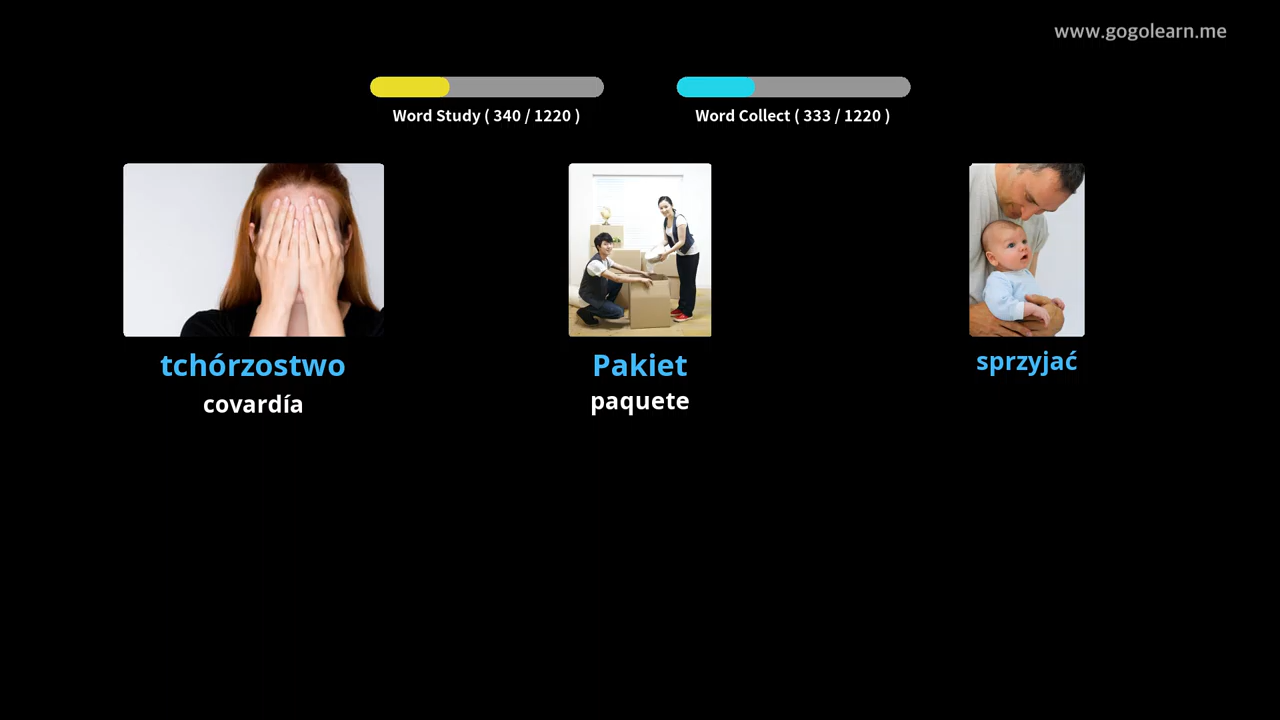 www.gogolearn.me
Word Study ( 340 / 1220 )
Word Collect ( 333 / 1220 )
tchórzostwo
covardía
Pakiet
paquete
sprzyjać